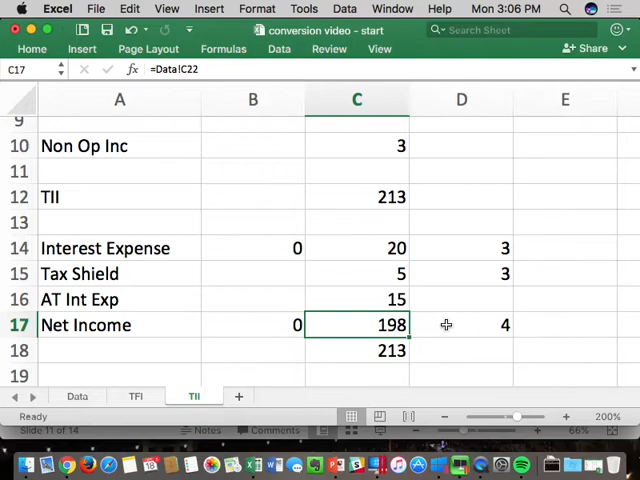 Excel File Edit View Insert Format Tools Data Window Help Mon 3:06 PM
conversion video - start
Search Sheet
Home Insert Page Layout Formulas Data Review View Share
C17 fx =Data!C22
A B C D E
9
10 Non Op Inc 3
11
12 TII 213
13
14 Interest Expense 0 20 3
15 Tax Shield 5 3
16 AT Int Exp 15
17 Net Income 0 198 4
18 213
19
Data TFI TII
Ready 200%
Slide 11 of 14 Notes Comments 66%